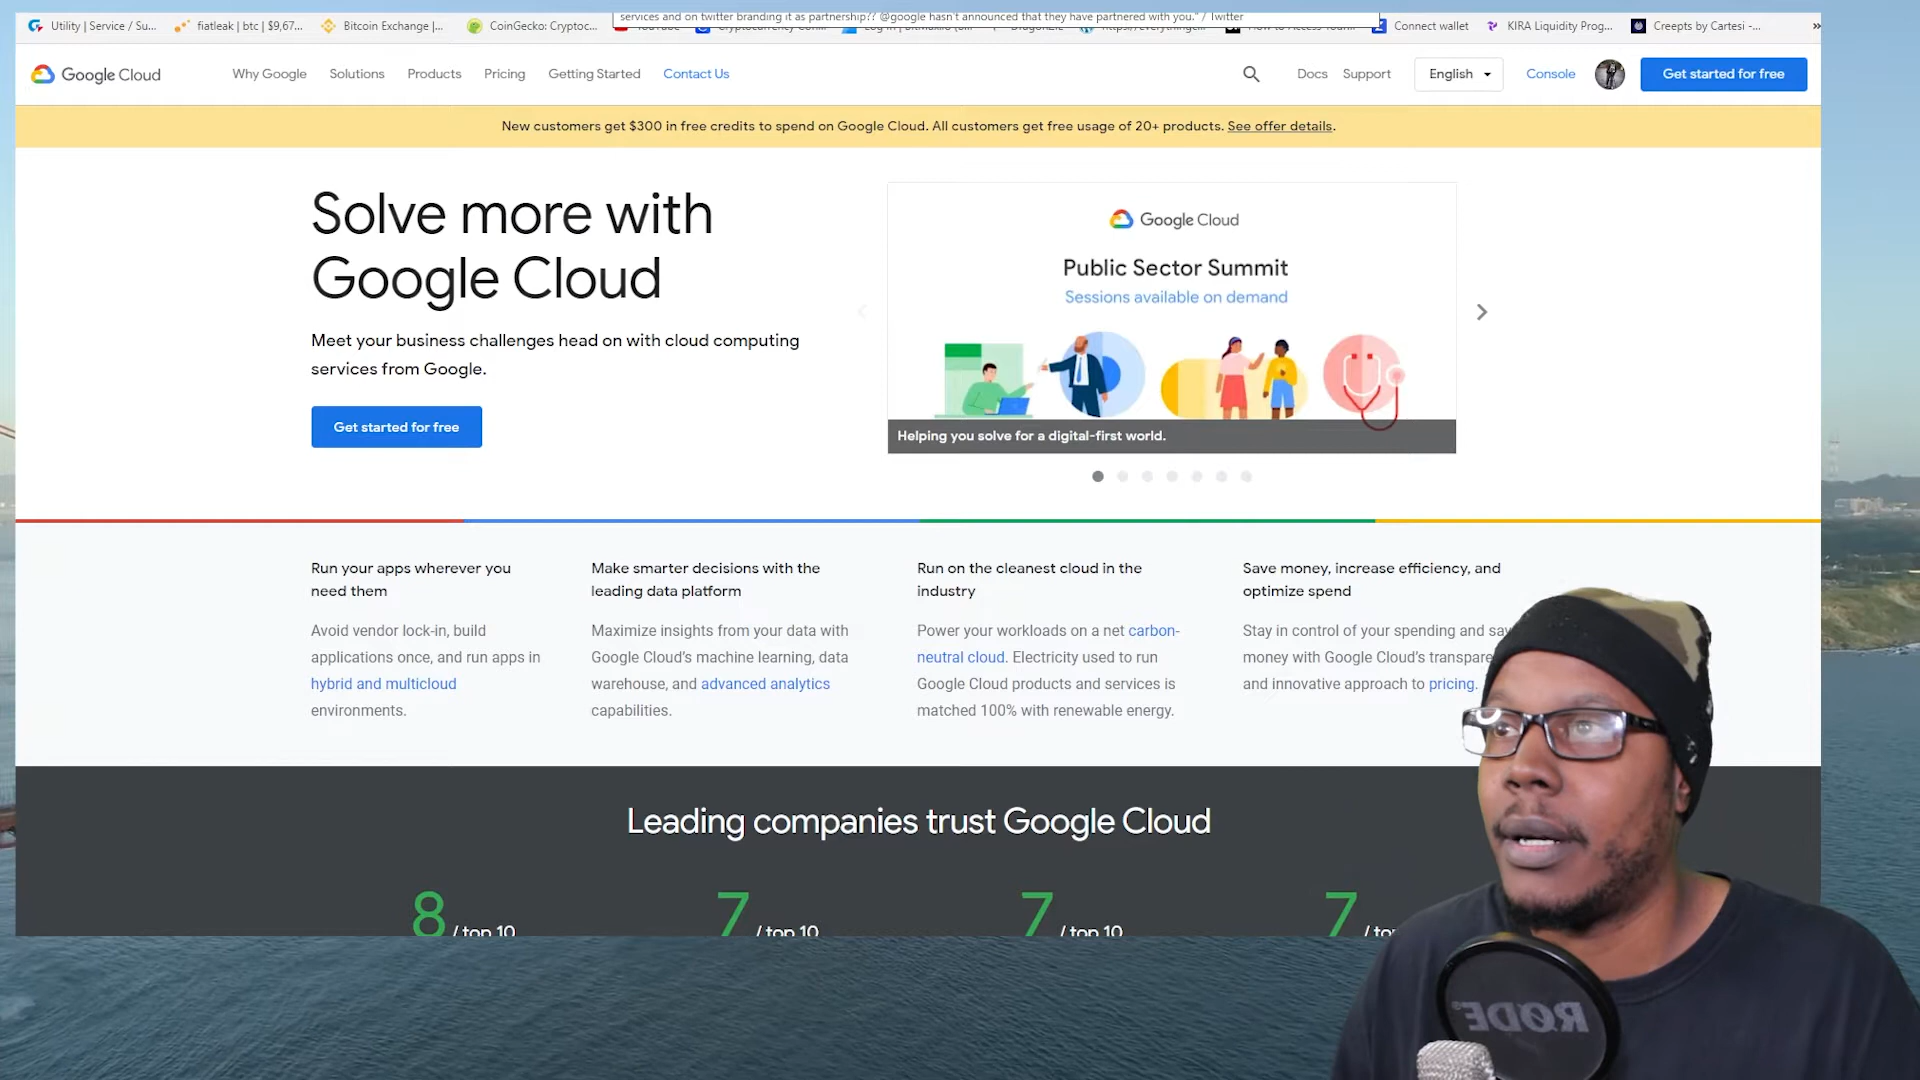 services and on twitter branding it as partnership?? @google hasn't announced that they have partnered with you." / Twitter
Utility | Service / Su...
fiatleak | btc | $9,67...
Bitcoin Exchange |...
CoinGecko: Cryptoc...
Connect wallet
KIRA Liquidity Prog...
Creepts by Cartesi -...
»
Google Cloud
Why Google
Solutions
Products
Pricing
Getting Started
Contact Us
Docs
Support
English
Console
Get started for free
New customers get $300 in free credits to spend on Google Cloud. All customers get free usage of 20+ products. See offer details.
Solve more with
Google Cloud
Meet your business challenges head on with cloud computing
services from Google.
Get started for free
Google Cloud
Public Sector Summit
Sessions available on demand
Helping you solve for a digital-first world.
Run your apps wherever you
need them
Avoid vendor lock-in, build
applications once, and run apps in
hybrid and multicloud
environments.
Make smarter decisions with the
leading data platform
Maximize insights from your data with
Google Cloud's machine learning, data
warehouse, and advanced analytics
capabilities.
Run on the cleanest cloud in the
industry
Power your workloads on a net carbon-
neutral cloud. Electricity used to run
Google Cloud products and services is
matched 100% with renewable energy.
Save money, increase efficiency, and
optimize spend
Stay in control of your spending and
money with Google Cloud's
and innovative approach to pricing.
Leading companies trust Google Cloud
8 / top 10
7 / top 10
7 / top 10
7
RØDE